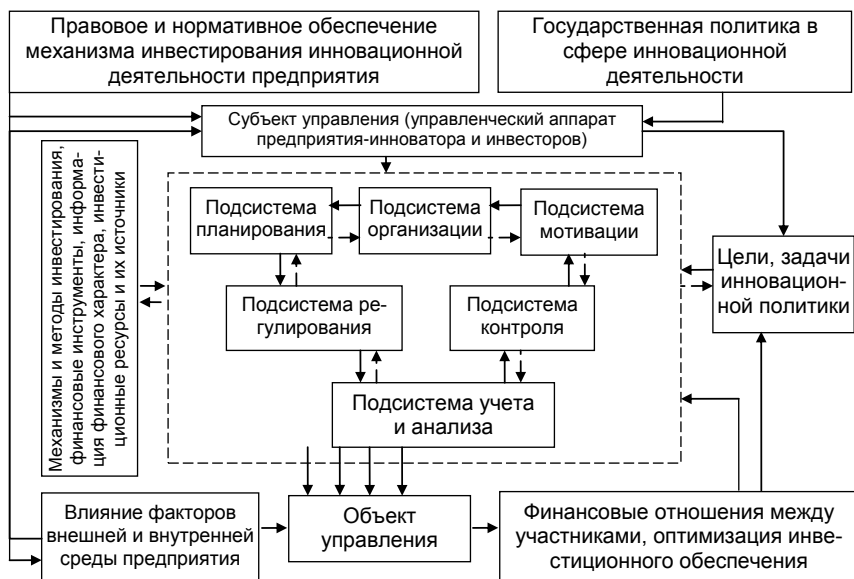 Правовое и нормативное обеспечение
механизма инвестирования инновационной
деятельности предприятия
Государственная политика в
сфере инновационной
деятельности
Субъект управления (управленческий аппарат
предприятия-инноватора и инвесторов)
Механизмы и методы инвестирования,
финансовые инструменты, информа-
ция финансового характера, инвести-
ционные ресурсы и их источники
Подсистема
планирования
Подсистема
организации
Подсистема
мотивации
Цели, задачи
инновацион-
ной политики
Подсистема ре-
гулирования
Подсистема
контроля
Подсистема учета
и анализа
Влияние факторов
внешней и внутренней
среды предприятия
Объект
управления
Финансовые отношения между
участниками, оптимизация инве-
стиционного обеспечения